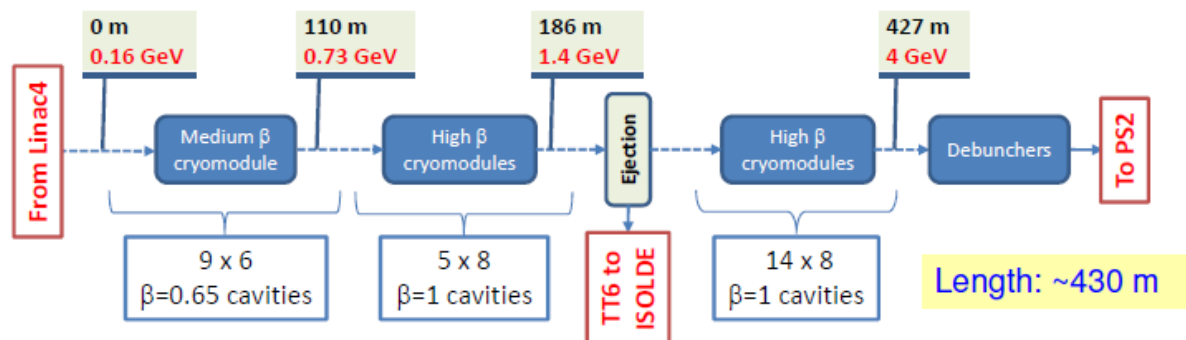 0 m
0.16 GeV
110 m
0.73 GeV
186 m
1.4 GeV
427 m
4 GeV
From Linac4
Medium β
cryomodule
High β
cryomodules
Ejection
High β
cryomodules
Debunchers
To PS2
9 x 6
β=0.65 cavities
5 x 8
β=1 cavities
TT6 to
ISOLDE
14 x 8
β=1 cavities
Length: ~430 m